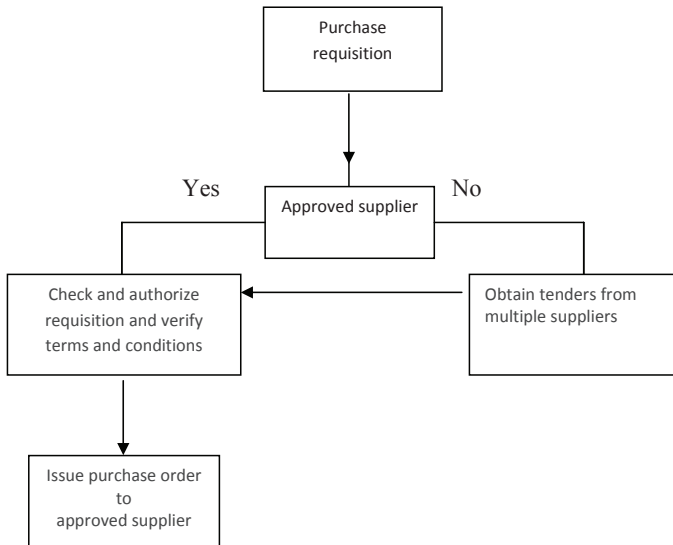 Purchase
requisition
Yes
No
Approved supplier
Check and authorize
requisition and verify
terms and conditions
Obtain tenders from
multiple suppliers
Issue purchase order
to
approved supplier